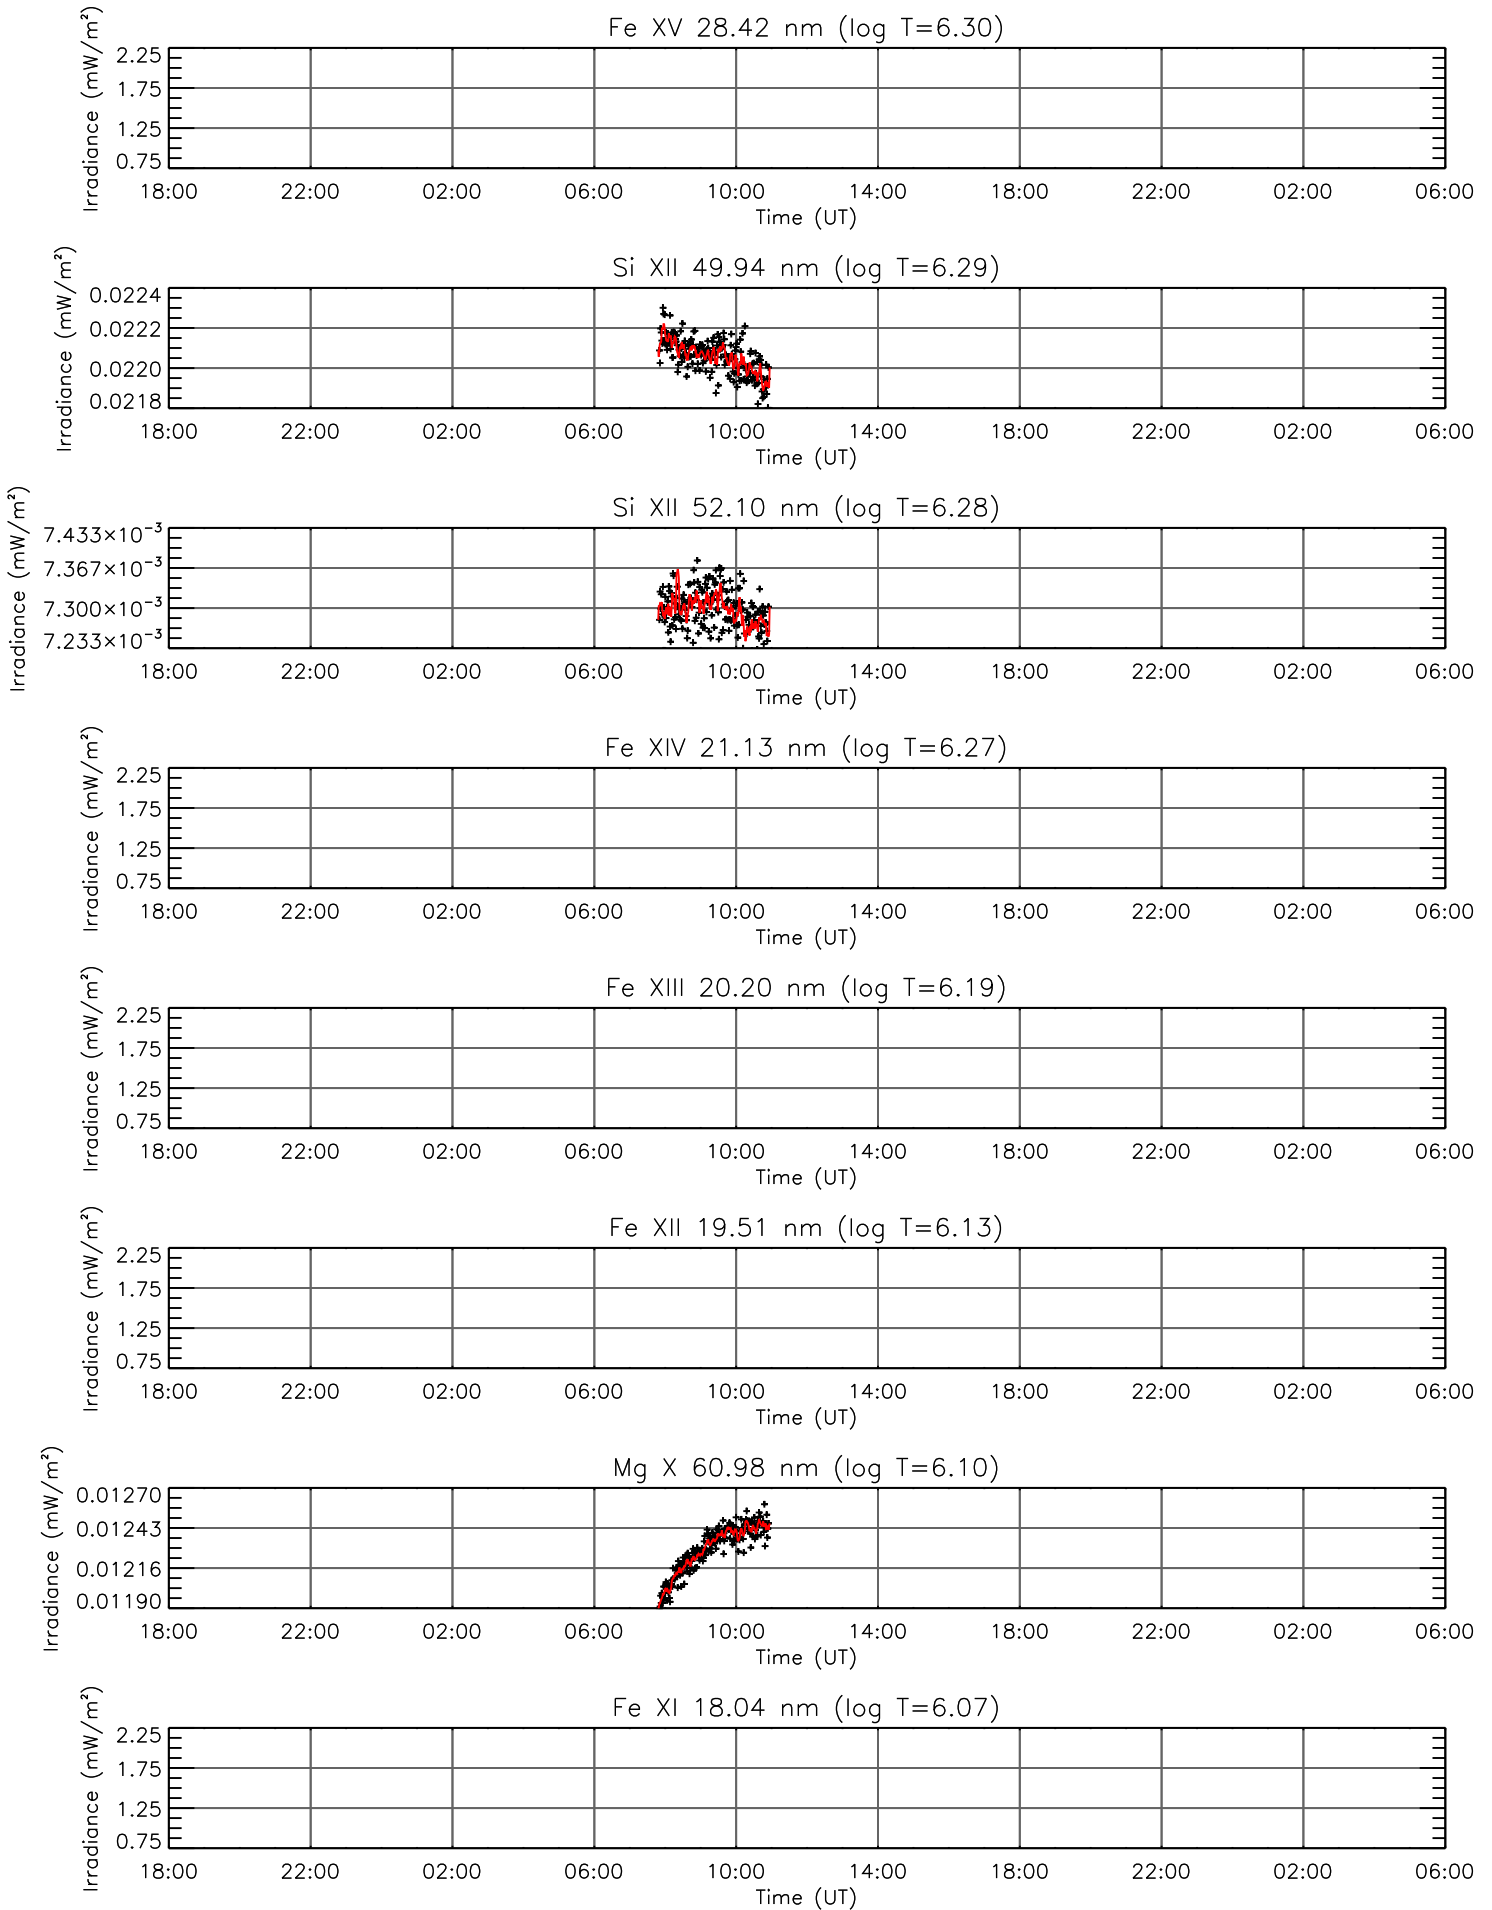 Fe XV 28.42 nm (log T=6.30)
Irradiance (mW/m²)
2.25
1.75
1.25
0.75
18:00 22:00 02:00 06:00 10:00 14:00 18:00 22:00 02:00 06:00
Time (UT)
Si XII 49.94 nm (log T=6.29)
Irradiance (mW/m²)
0.0224
0.0222
0.0220
0.0218
18:00 22:00 02:00 06:00 10:00 14:00 18:00 22:00 02:00 06:00
Time (UT)
Si XII 52.10 nm (log T=6.28)
Irradiance (mW/m²)
7.433×10⁻³
7.367×10⁻³
7.300×10⁻³
7.233×10⁻³
18:00 22:00 02:00 06:00 10:00 14:00 18:00 22:00 02:00 06:00
Time (UT)
Fe XIV 21.13 nm (log T=6.27)
Irradiance (mW/m²)
2.25
1.75
1.25
0.75
18:00 22:00 02:00 06:00 10:00 14:00 18:00 22:00 02:00 06:00
Time (UT)
Fe XIII 20.20 nm (log T=6.19)
Irradiance (mW/m²)
2.25
1.75
1.25
0.75
18:00 22:00 02:00 06:00 10:00 14:00 18:00 22:00 02:00 06:00
Time (UT)
Fe XII 19.51 nm (log T=6.13)
Irradiance (mW/m²)
2.25
1.75
1.25
0.75
18:00 22:00 02:00 06:00 10:00 14:00 18:00 22:00 02:00 06:00
Time (UT)
Mg X 60.98 nm (log T=6.10)
Irradiance (mW/m²)
0.01270
0.01243
0.01216
0.01190
18:00 22:00 02:00 06:00 10:00 14:00 18:00 22:00 02:00 06:00
Time (UT)
Fe XI 18.04 nm (log T=6.07)
Irradiance (mW/m²)
2.25
1.75
1.25
0.75
18:00 22:00 02:00 06:00 10:00 14:00 18:00 22:00 02:00 06:00
Time (UT)